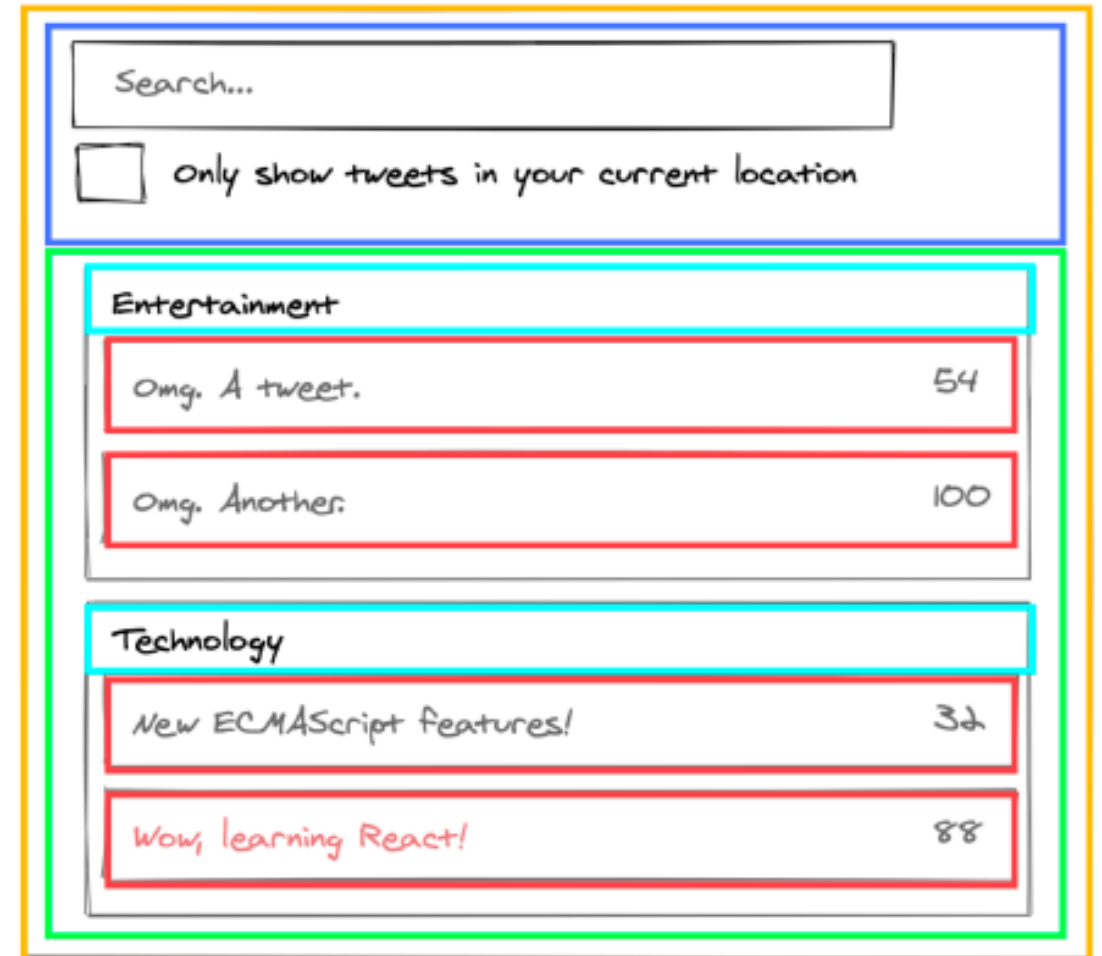 Search...
Only show tweets in your current location
Entertainment
Omg. A tweet. 54
Omg. Another. 100
Technology
New ECMAScript features! 32
Wow, learning React! 88